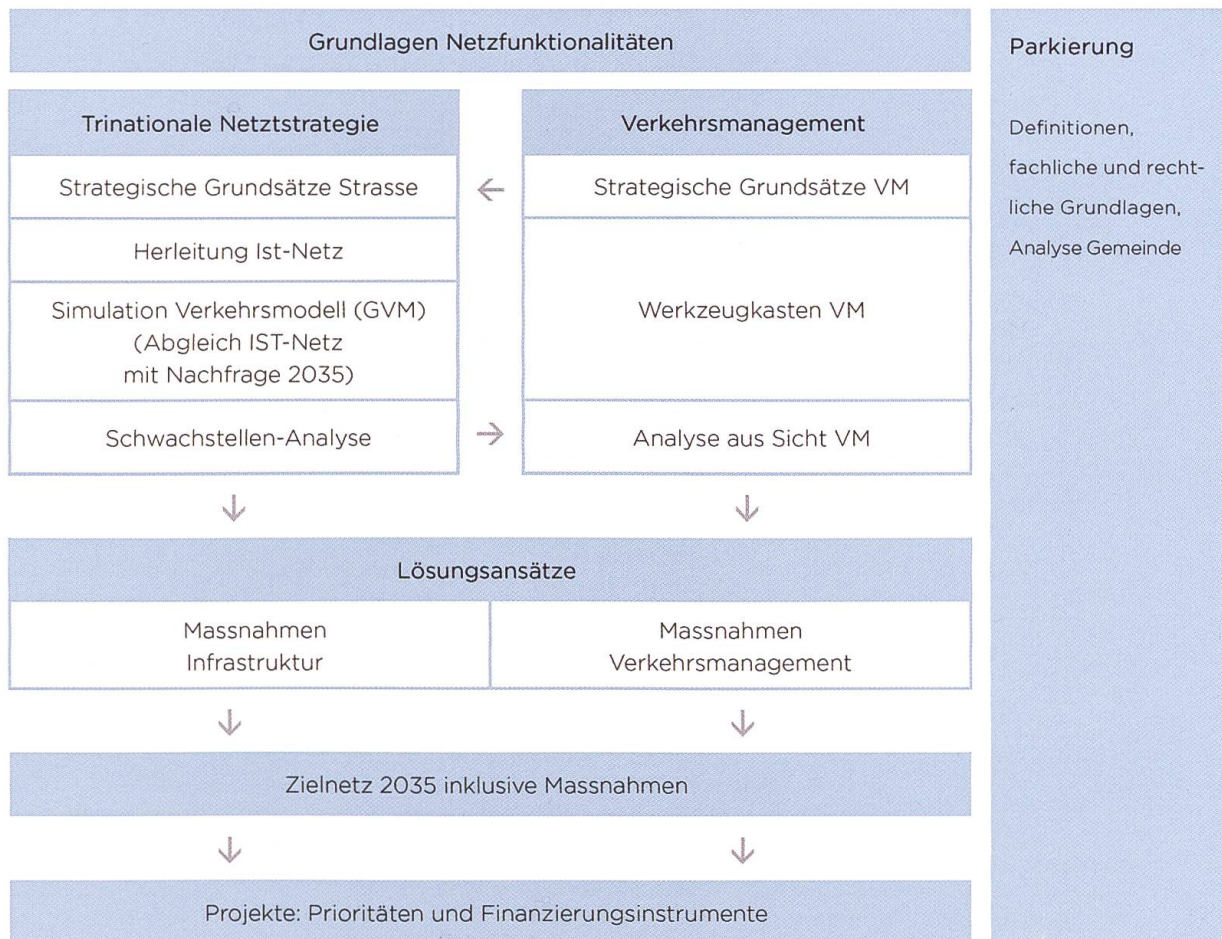 Grundlagen Netzfunktionalitäten
Parkierung
Definitionen,
fachliche und recht-
liche Grundlagen,
Analyse Gemeinde
Trinationale Netztstrategie
Verkehrsmanagement
Strategische Grundsätze Strasse
←
Strategische Grundsätze VM
Herleitung Ist-Netz
Simulation Verkehrsmodell (GVM)
(Abgleich IST-Netz
mit Nachfrage 2035)
Werkzeugkasten VM
Schwachstellen-Analyse
→
Analyse aus Sicht VM
↓ ↓
Lösungsansätze
Massnahmen
Infrastruktur
Massnahmen
Verkehrsmanagement
↓ ↓
Zielnetz 2035 inklusive Massnahmen
↓ ↓
Projekte: Prioritäten und Finanzierungsinstrumente